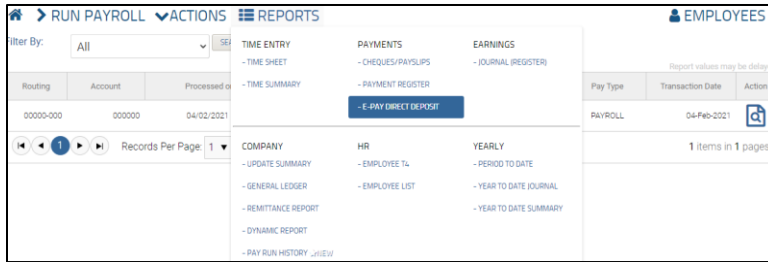 RUN PAYROLL ACTIONS REPORTS EMPLOYEES
Filter By: All SEA
TIME ENTRY PAYMENTS EARNINGS
- TIME SHEET - CHEQUES/PAYSLIPS - JOURNAL (REGISTER)
Report values may be delay
- TIME SUMMARY - PAYMENT REGISTER
Routing Account Processed o Pay Type Transaction Date Action
- E-PAY DIRECT DEPOSIT
00000-000 000000 04/02/2021 PAYROLL 04-Feb-2021
1 Records Per Page: 1 1 items in 1 pages
COMPANY HR YEARLY
- UPDATE SUMMARY - EMPLOYEE T4 - PERIOD TO DATE
- GENERAL LEDGER - EMPLOYEE LIST - YEAR TO DATE JOURNAL
- REMITTANCE REPORT - YEAR TO DATE SUMMARY
- DYNAMIC REPORT
- PAY RUN HISTORY NEW